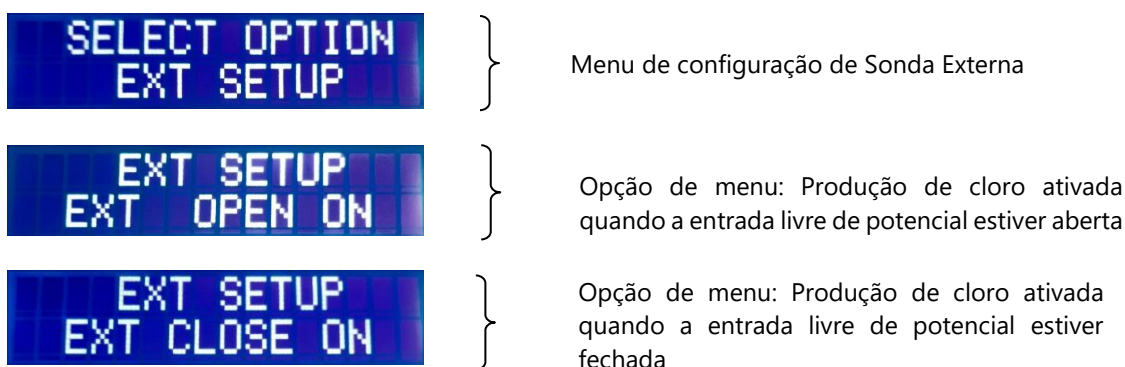 SELECT OPTION
EXT SETUP
Menu de configuração de Sonda Externa
EXT SETUP
EXT OPEN ON
Opção de menu: Produção de cloro ativada
quando a entrada livre de potencial estiver aberta
EXT SETUP
EXT CLOSE ON
Opção de menu: Produção de cloro ativada
quando a entrada livre de potencial estiver
fechada